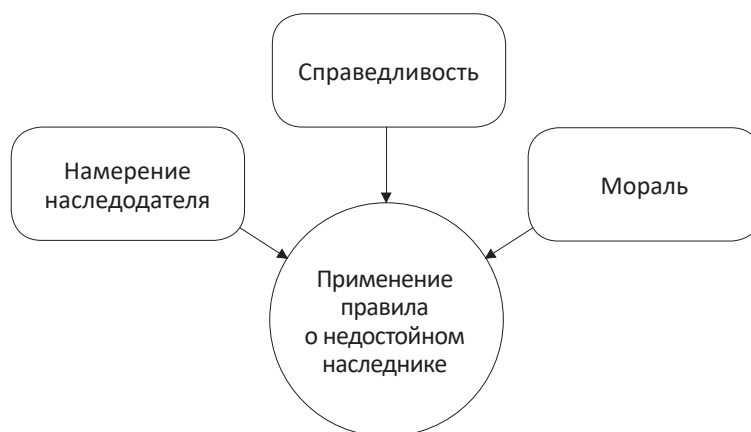 Справедливость
Намерение
наследодателя
Мораль
Применение
правила
о недостойном
наследнике